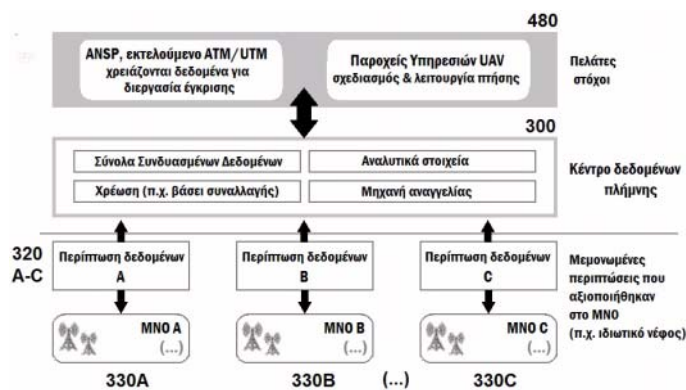 480
ANSP, εκτελούμενο ATM/UTM
χρειάζονται δεδομένα για
διεργασία έγκρισης
Παροχείς Υπηρεσιών UAV
σχεδιασμός & λειτουργία πτήσης
Πελάτες
στόχοι
300
Σύνολα Συνδυασμένων Δεδομένων
Αναλυτικά στοιχεία
Χρέωση (π.χ. βάσει συναλλαγής)
Μηχανή αναγγελίας
Κέντρο δεδομένων
πλήμνης
320
A-C
Περίπτωση δεδομένων
A
Περίπτωση δεδομένων
B
Περίπτωση δεδομένων
C
Μεμονωμένες
περιπτώσεις που
αξιοποιήθηκαν
στο MNO
(π.χ. ιδιωτικό νέφος)
MNO A
(...)
MNO B
(...)
MNO C
(...)
330A
330B
(...)
330C